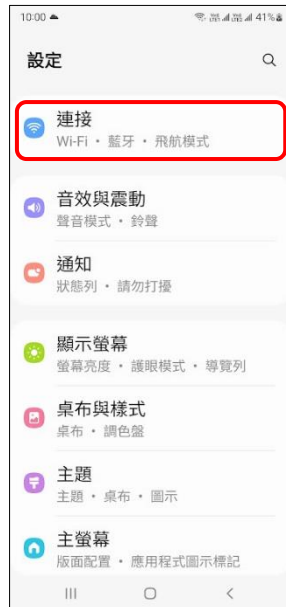 10:00 41%
設定
連接
Wi-Fi • 藍牙 • 飛航模式
音效與震動
聲音模式 • 鈴聲
通知
狀態列 • 請勿打擾
顯示螢幕
螢幕亮度 • 護眼模式 • 導覽列
桌布與樣式
桌布 • 調色盤
主題
主題 • 桌布 • 圖示
主螢幕
版面配置 • 應用程式圖示標記